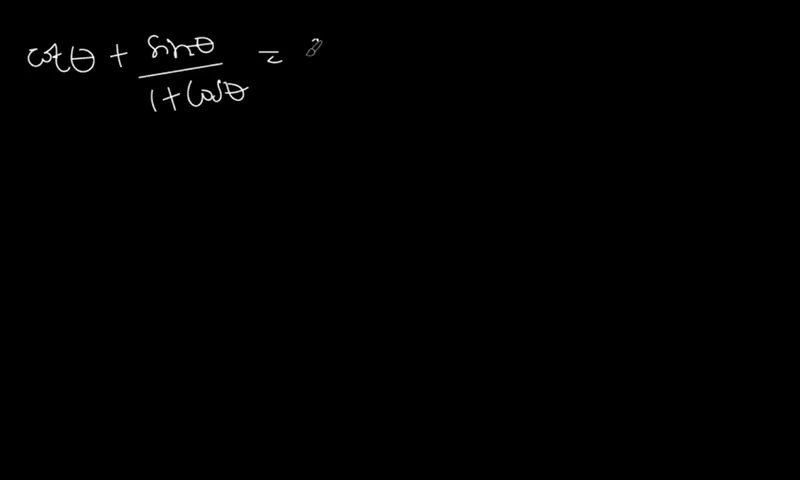 cotθ + sinθ / 1 + cosθ =